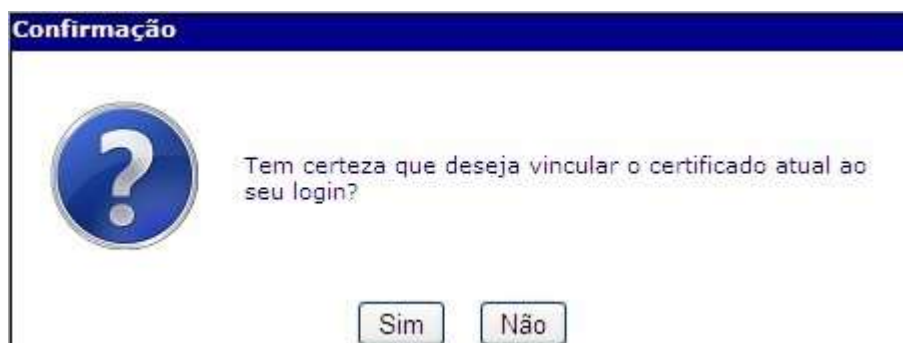 Confirmação
Tem certeza que deseja vincular o certificado atual ao
seu login?
Sim Não